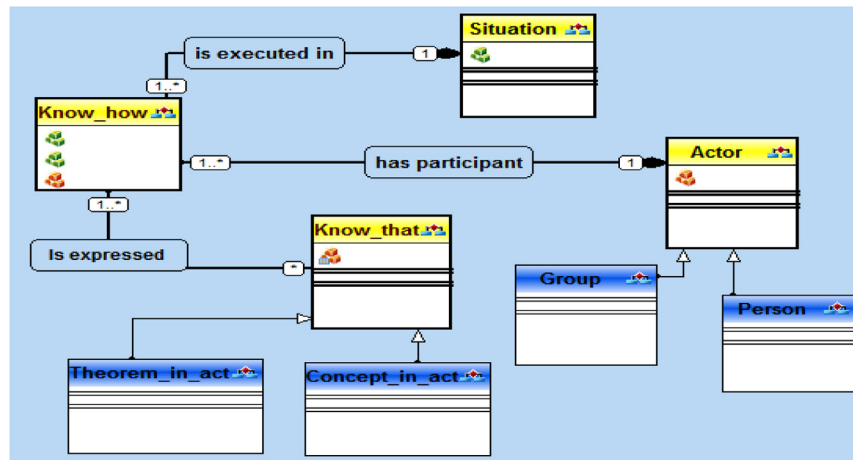 Situation
is executed in
1
1..*
Know_how
1..*
has participant
1
Actor
1..*
Is expressed
*
Know_that
Group
Person
Theorem_in_act
Concept_in_act